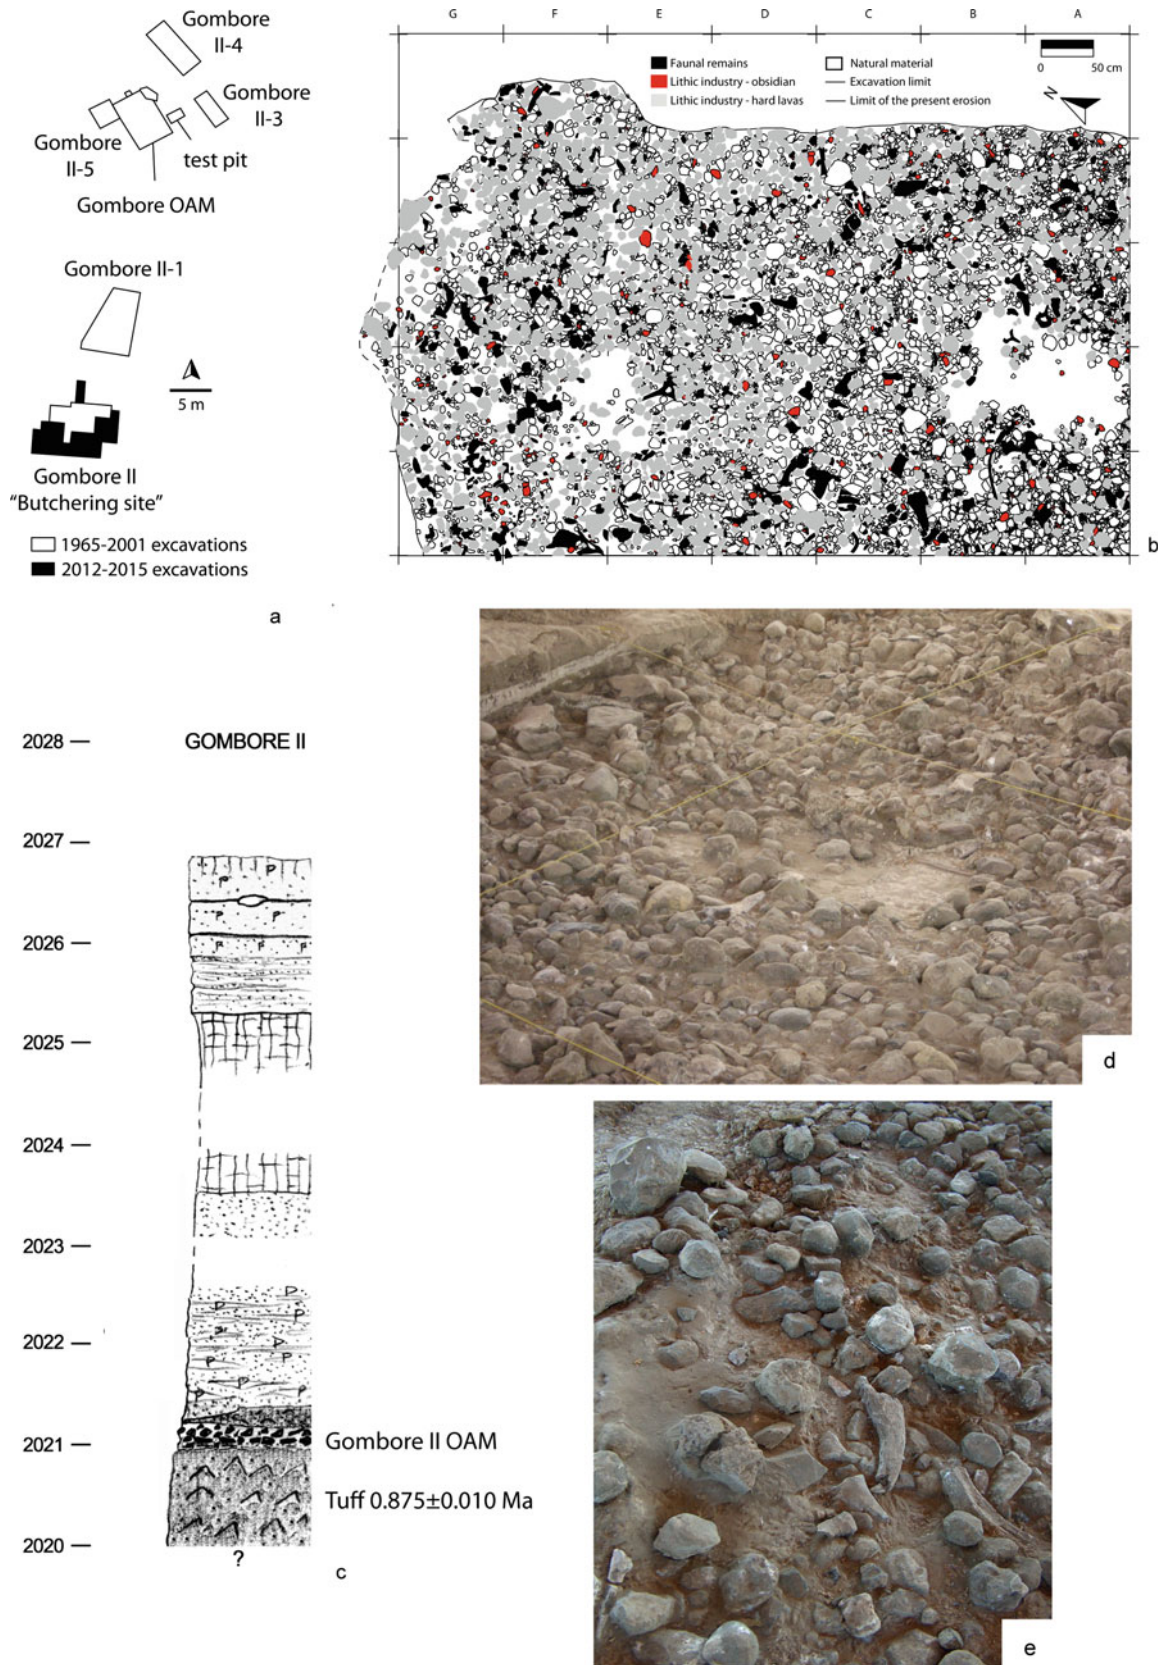 Gombore
II-4
Gombore
II-3
Gombore
II-5
test pit
Gombore OAM
Gombore II-1
5 m
Gombore II
"Butchering site"
1965-2001 excavations
2012-2015 excavations
a
G F E D C B A
Faunal remains
Lithic industry - obsidian
Lithic industry - hard lavas
Natural material
Excavation limit
Limit of the present erosion
0 50 cm
N
b
GOMBORE II
2028
2027
2026
2025
2024
2023
2022
2021
2020
Gombore II OAM
Tuff 0.875±0.010 Ma
?
c
d
e